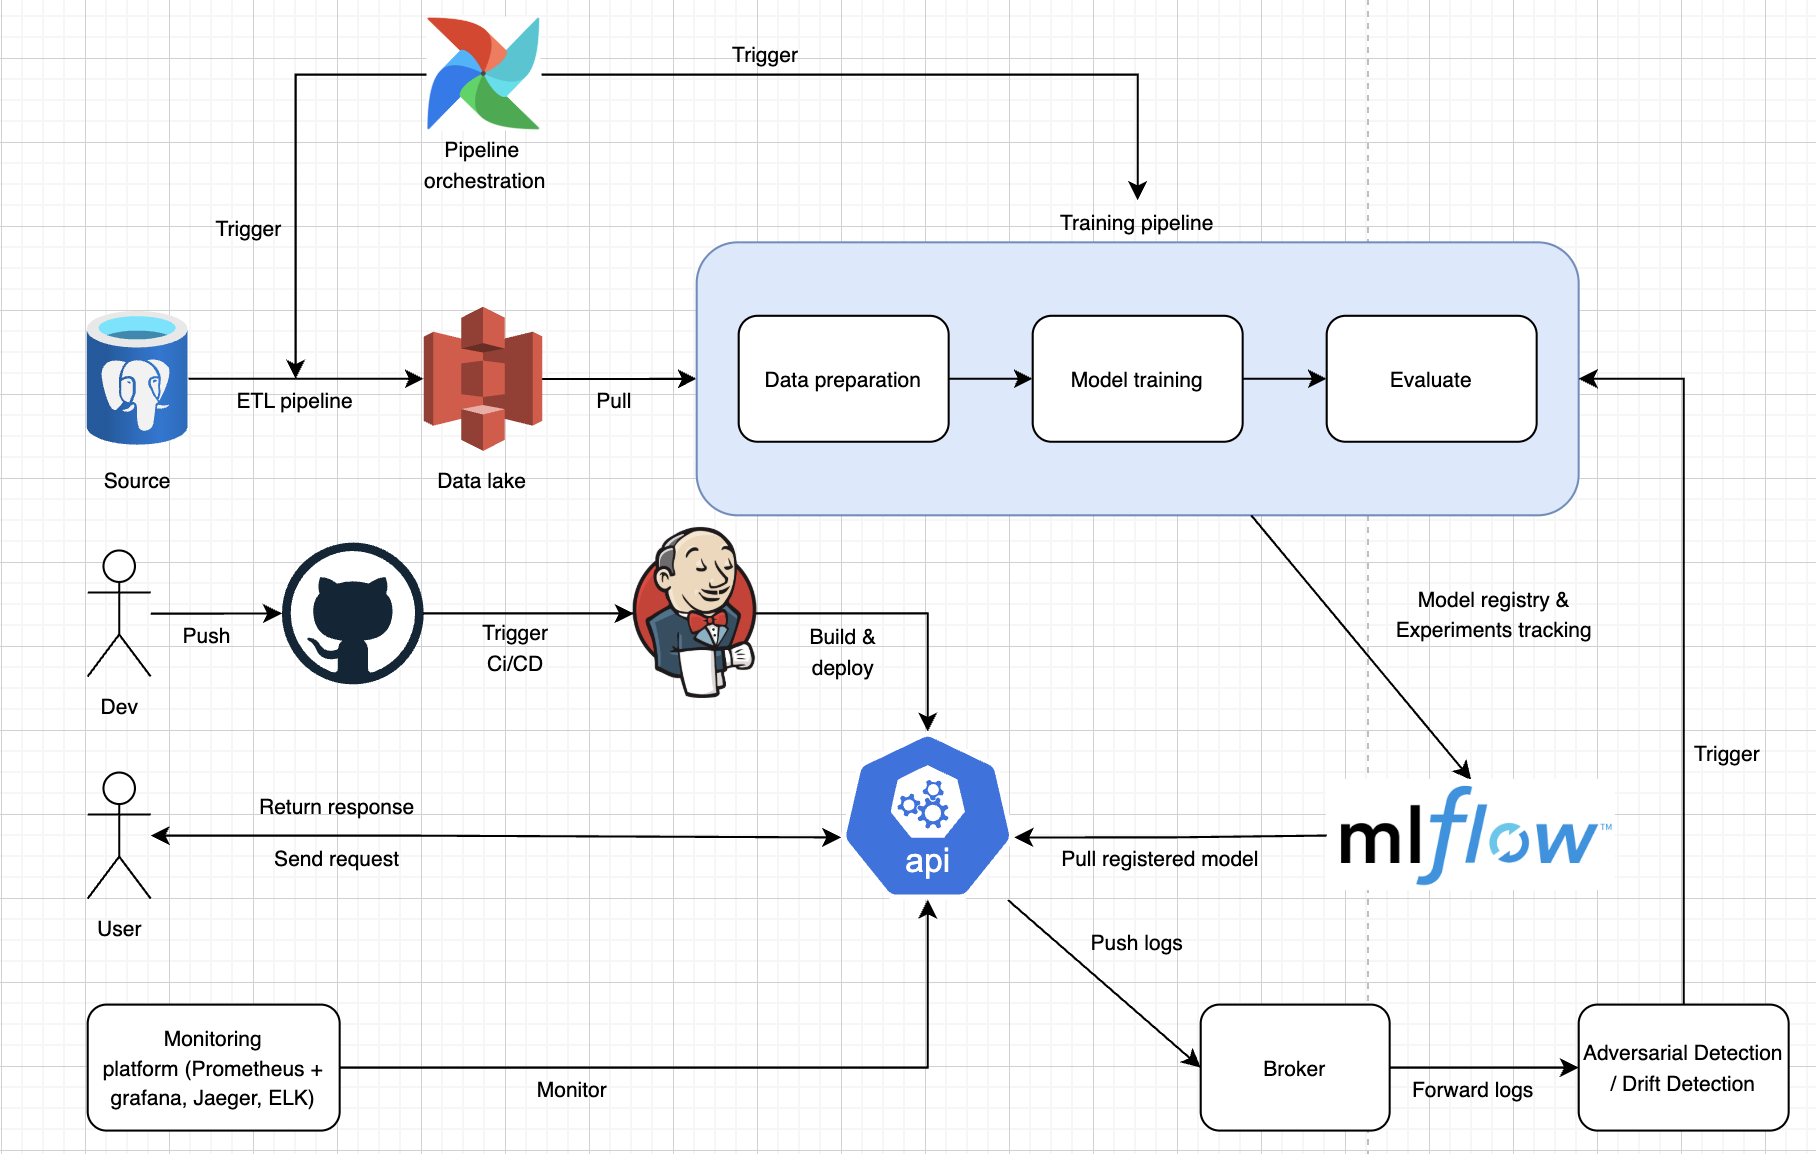 Trigger
Pipeline
orchestration
Trigger
Training pipeline
Data preparation
Model training
Evaluate
ETL pipeline
Pull
Source
Data lake
Push
Trigger
Ci/CD
Build &
deploy
Model registry &
Experiments tracking
Dev
Trigger
Return response
Send request
api
Pull registered model
mlflow™
User
Push logs
Monitoring
platform (Prometheus +
grafana, Jaeger, ELK)
Monitor
Broker
Forward logs
Adversarial Detection
/ Drift Detection